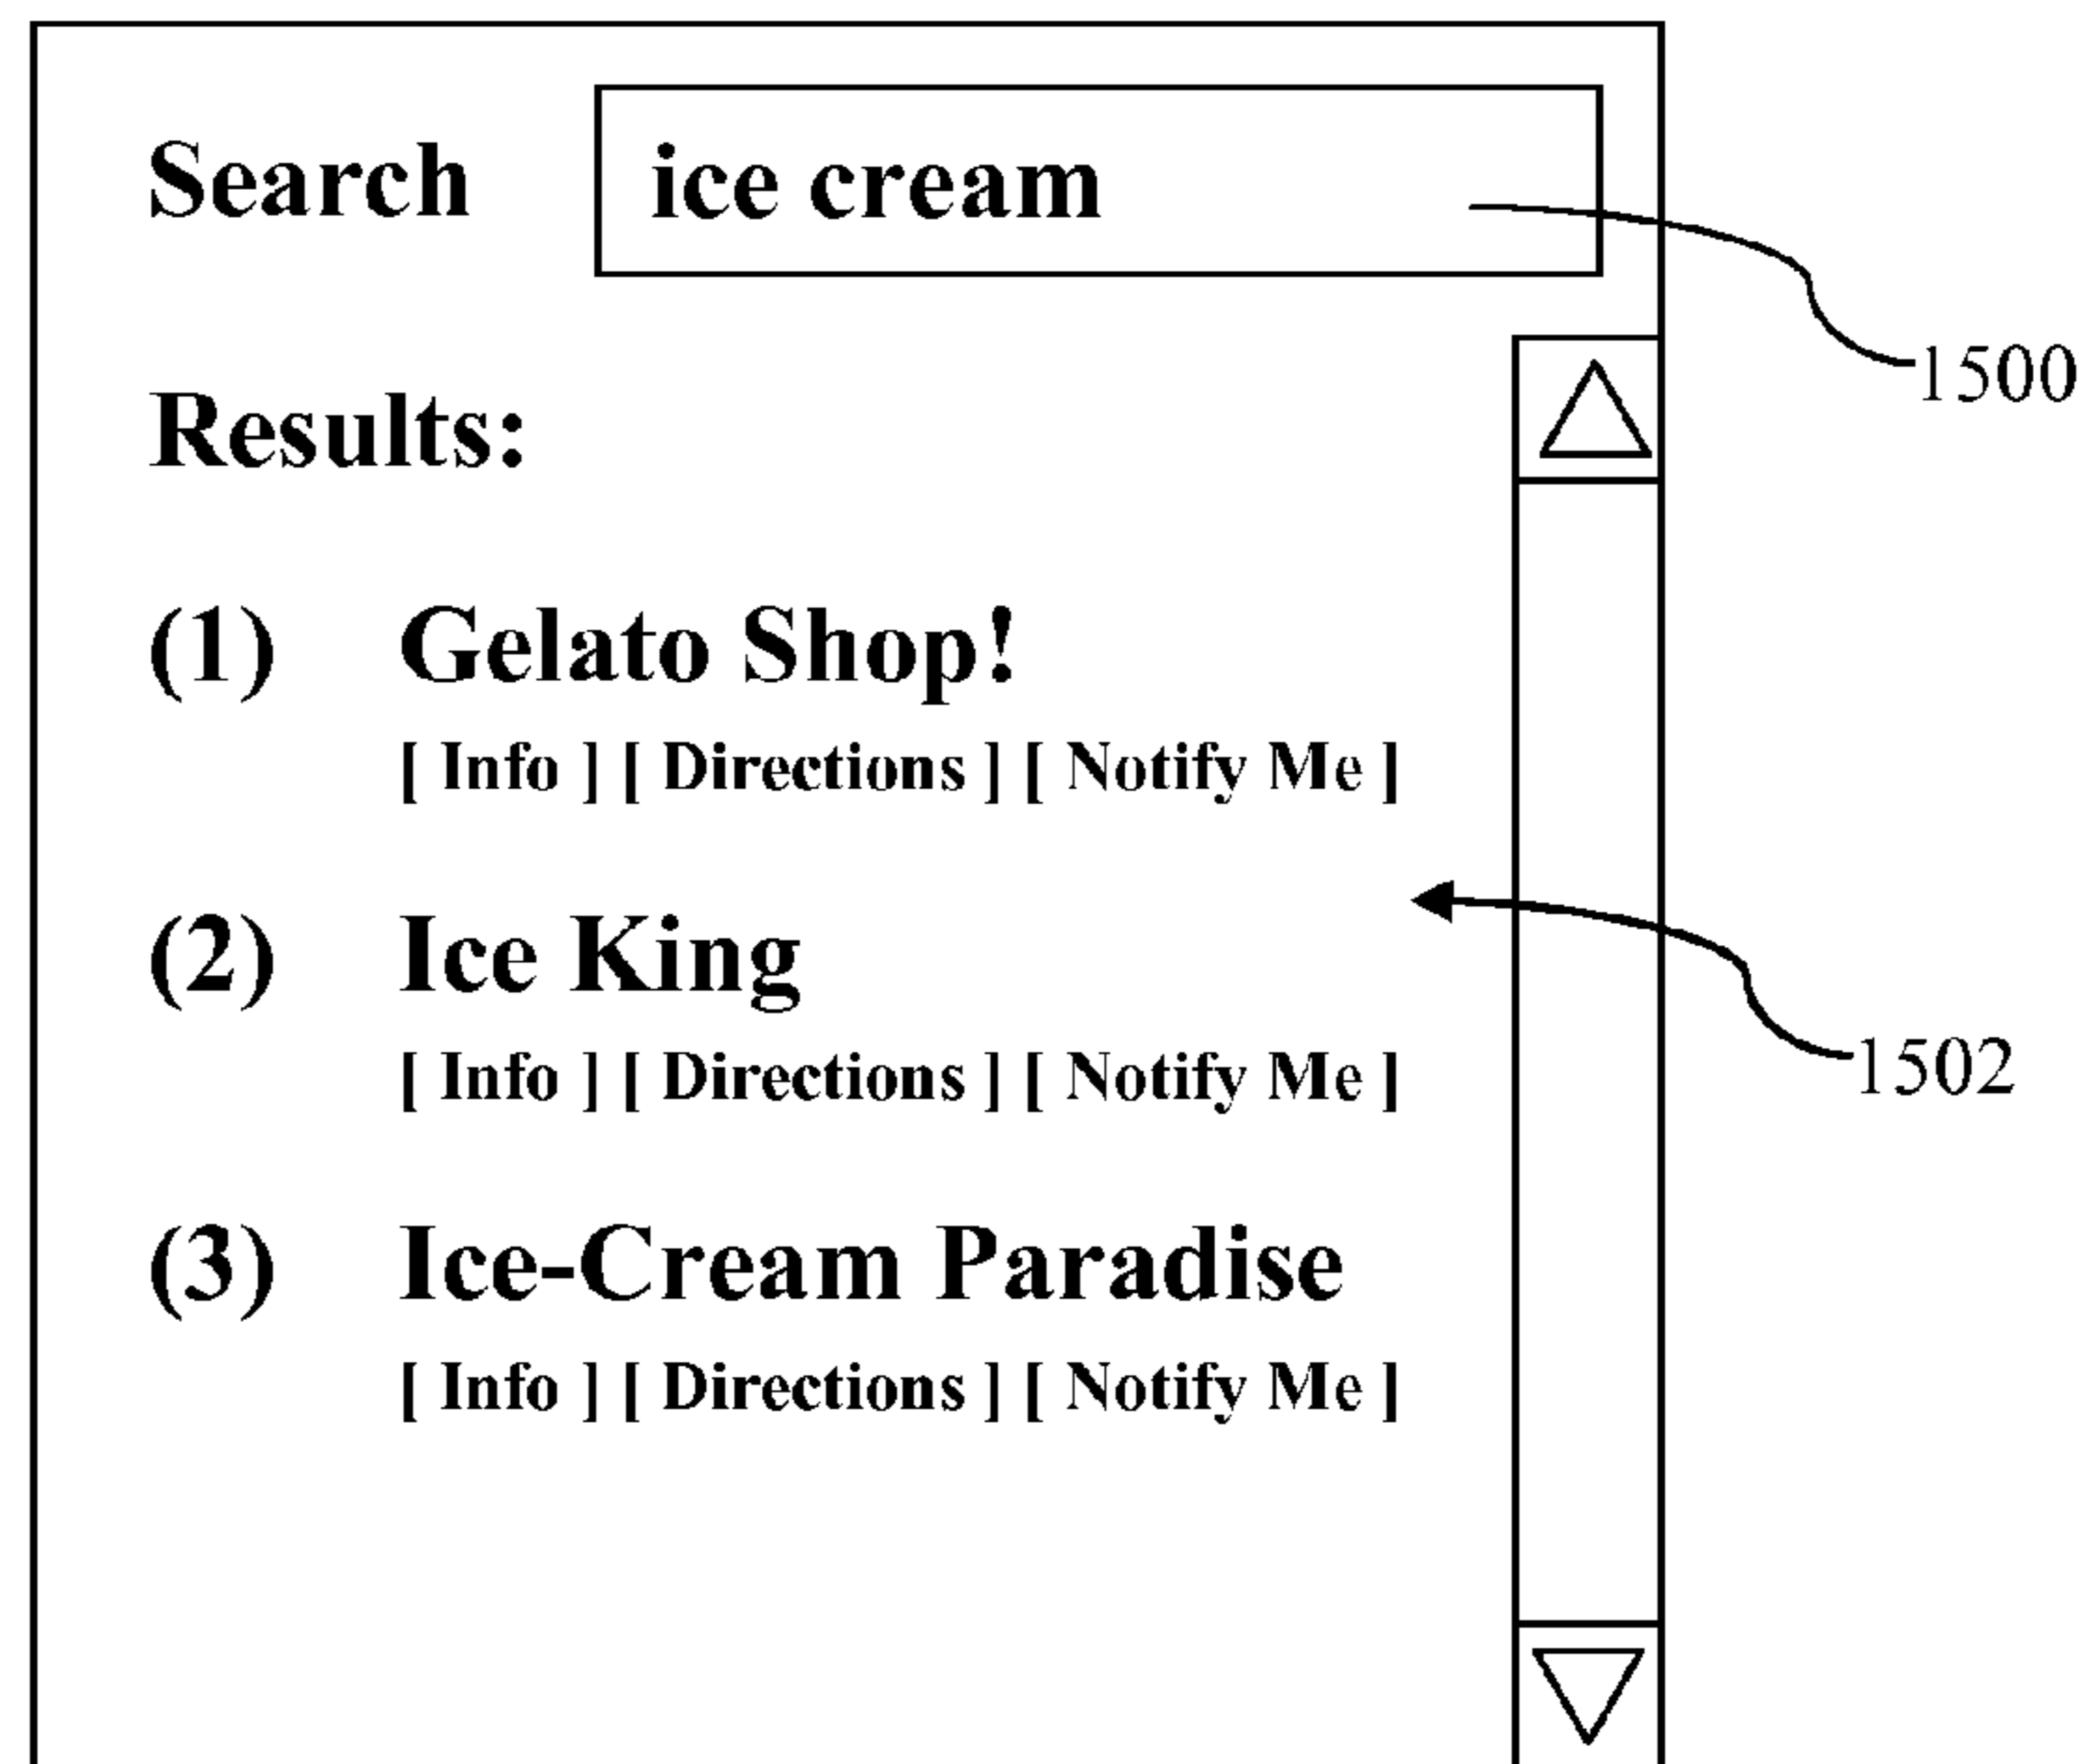 Search ice cream
1500
Results:
(1) Gelato Shop!
[ Info ] [ Directions ] [ Notify Me ]
(2) Ice King
1502
[ Info ] [ Directions ] [ Notify Me ]
(3) Ice-Cream Paradise
[ Info ] [ Directions ] [ Notify Me ]